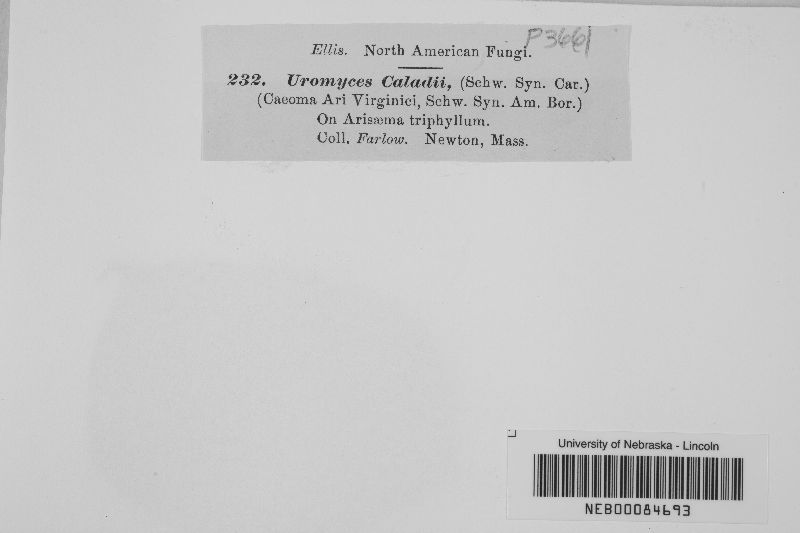 P3661
Ellis. North American Fungi.
232. Uromyces Caladii, (Schw. Syn. Car.)
(Caeoma Ari Virginici, Schw. Syn. Am. Bor.)
On Arisæma triphyllum.
Coll. Farlow. Newton, Mass.
University of Nebraska - Lincoln
NEB00084693